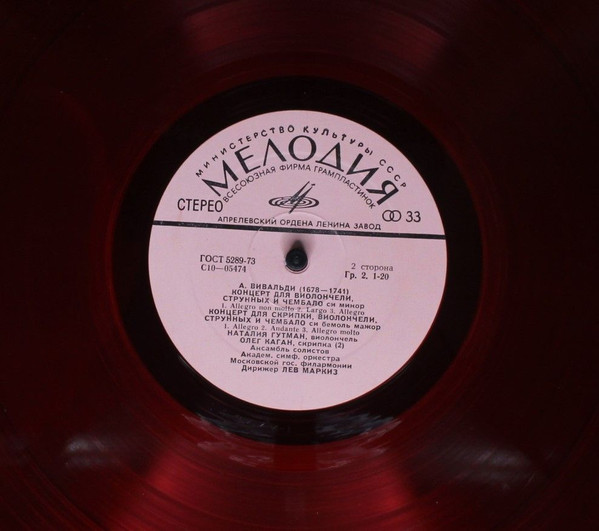 МИНИСТЕРСТВО КУЛЬТУРЫ СССР
МЕЛОДИЯ
ВСЕСОЮЗНАЯ ФИРМА ГРАМПЛАСТИНОК
СТЕРЕО
33
АПРЕЛЕВСКИЙ ОРДЕНА ЛЕНИНА ЗАВОД
ГОСТ 5289-73
С10—05474
2 сторона
Гр. 2, 1-20
А. ВИВАЛЬДИ (1678—1741)
КОНЦЕРТ ДЛЯ ВИОЛОНЧЕЛИ,
СТРУННЫХ И ЧЕМБАЛО си минор
1. Allegro non molto 2. Largo 3. Allegro
КОНЦЕРТ ДЛЯ СКРИПКИ, ВИОЛОНЧЕЛИ,
СТРУННЫХ И ЧЕМБАЛО си бемоль мажор
1. Allegro 2. Andante 3. Allegro molto
НАТАЛИЯ ГУТМАН, виолончель
ОЛЕГ КАГАН, скрипка (2)
Ансамбль солистов
Академ. симф. оркестра
Московской гос. филармонии
Дирижер ЛЕВ МАРКИЗ